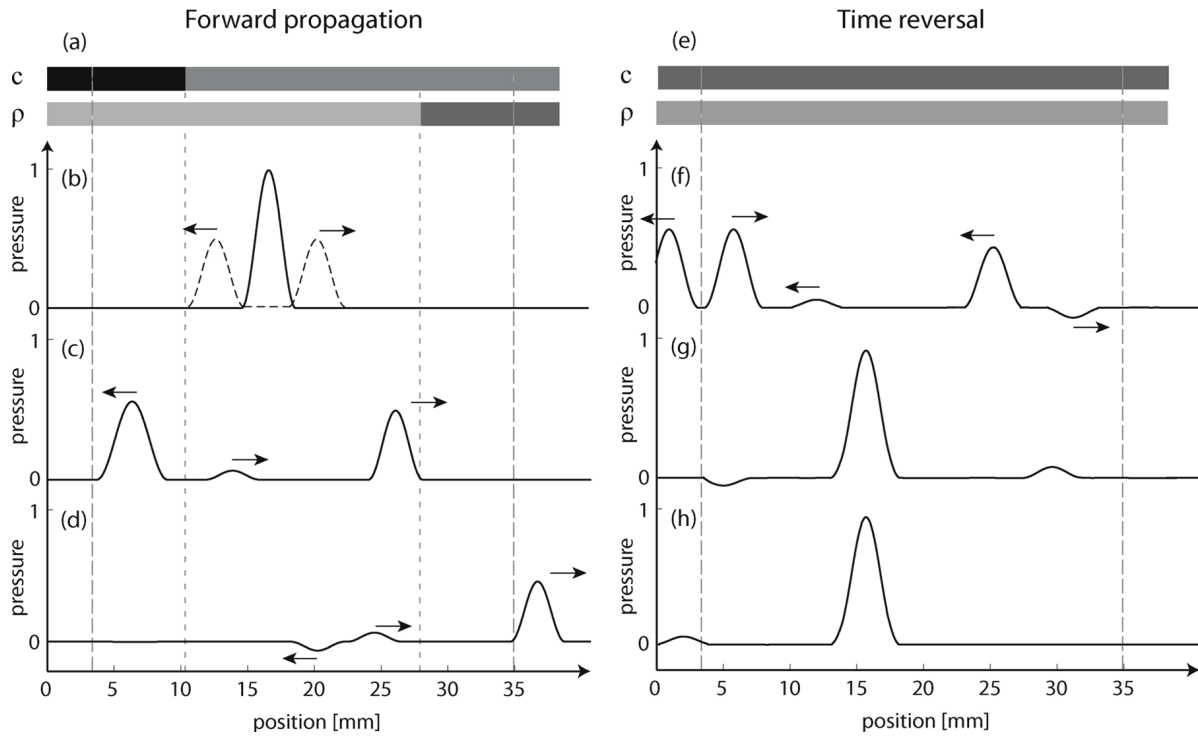 Forward propagation
(a)
c
ρ
(b)
1
0
pressure
(c)
1
0
pressure
(d)
1
0
pressure
0 5 10 15 20 25 30 35
position [mm]
Time reversal
(e)
c
ρ
(f)
1
0
pressure
(g)
1
0
pressure
(h)
1
0
pressure
0 5 10 15 20 25 30 35
position [mm]